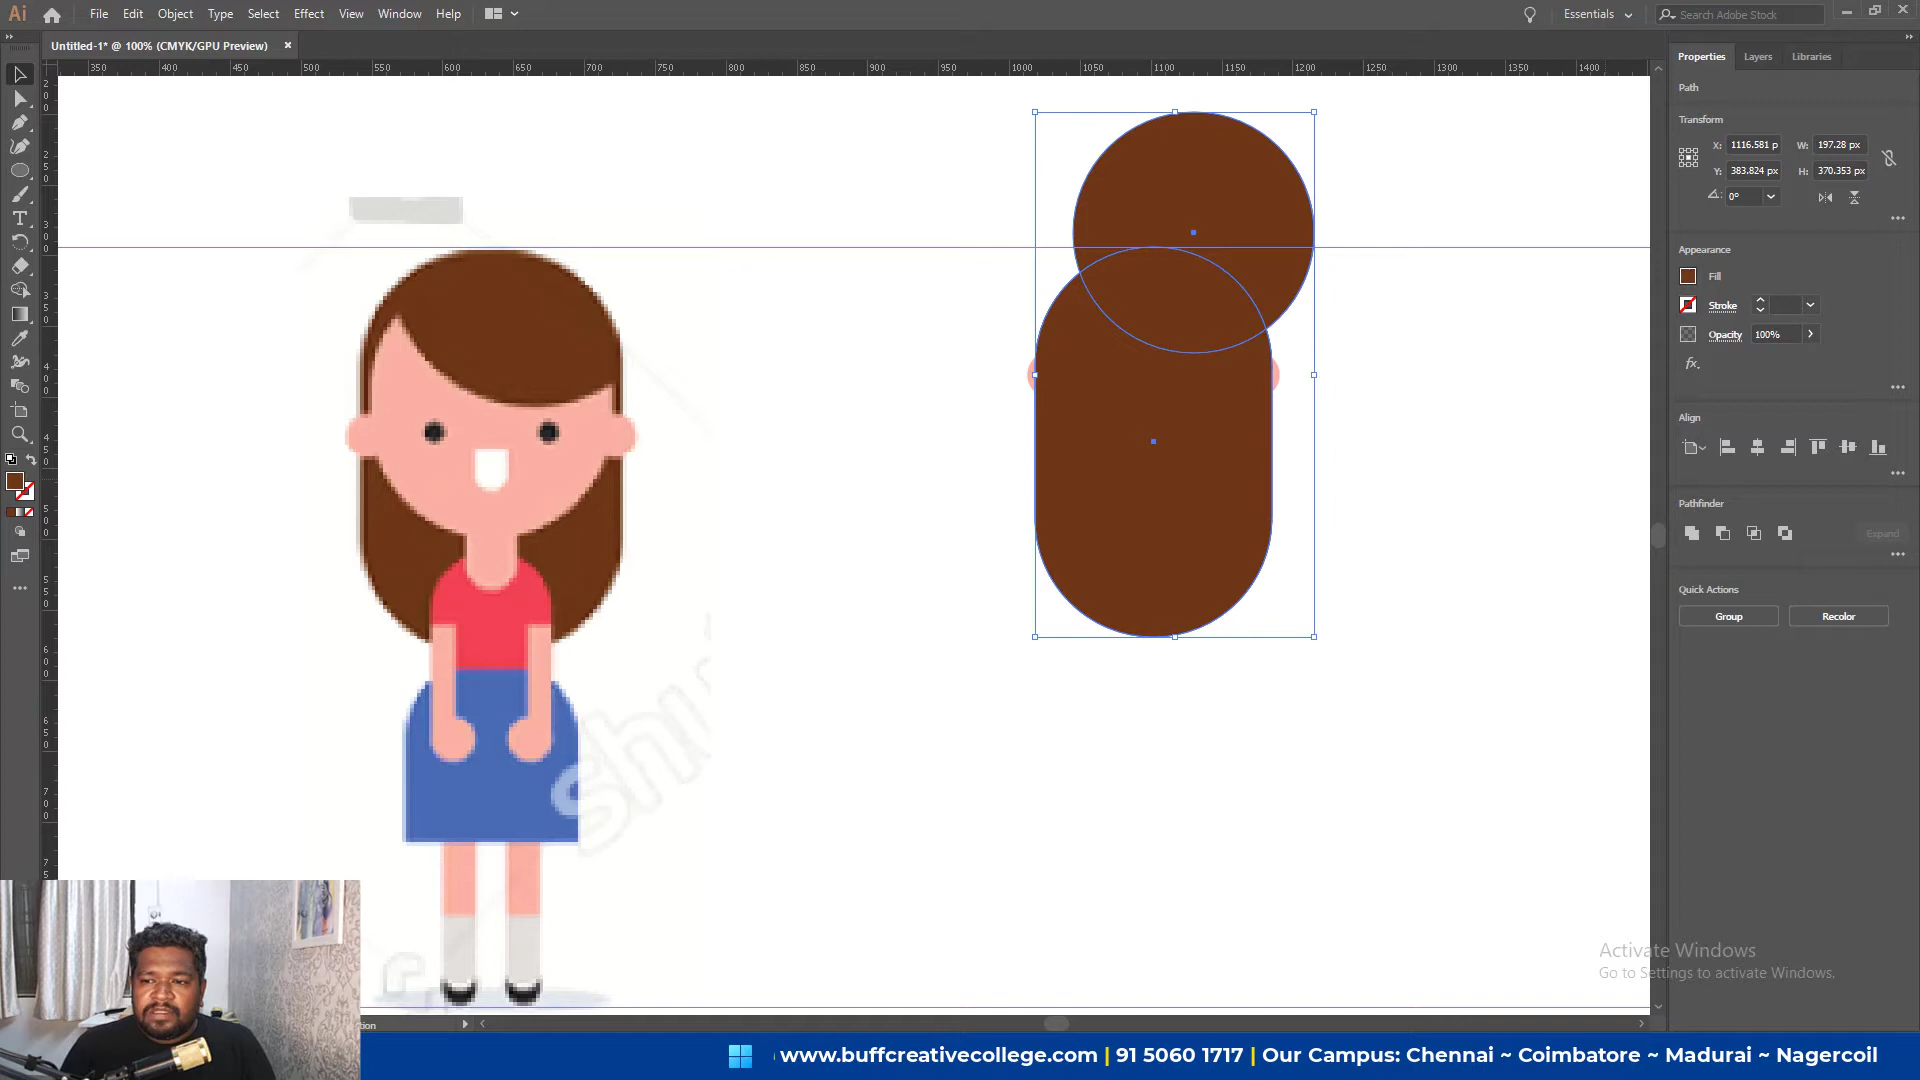 Ai File Edit Object Type Select Effect View Window Help Essentials Search Adobe Stock
Untitled-1* @ 100% (CMYK/GPU Preview)
350 400 450 500 550 600 650 700 750 800 850 900 950 1000 1050 1100 1150 1200 1250 1300 1350 1400
Properties Layers Libraries
Path
Transform
X: 1116.581 p W: 197.28 px
Y: 383.824 px H: 370.353 px
0°
Appearance
Fill
Stroke
Opacity 100%
fx.
Align
Pathfinder
Expand
Quick Actions
Group Recolor
shu
Activate Windows
Go to Settings to activate Windows.
www.buffcreativecollege.com | 91 5060 1717 | Our Campus: Chennai ~ Coimbatore ~ Madurai ~ Nagercoil